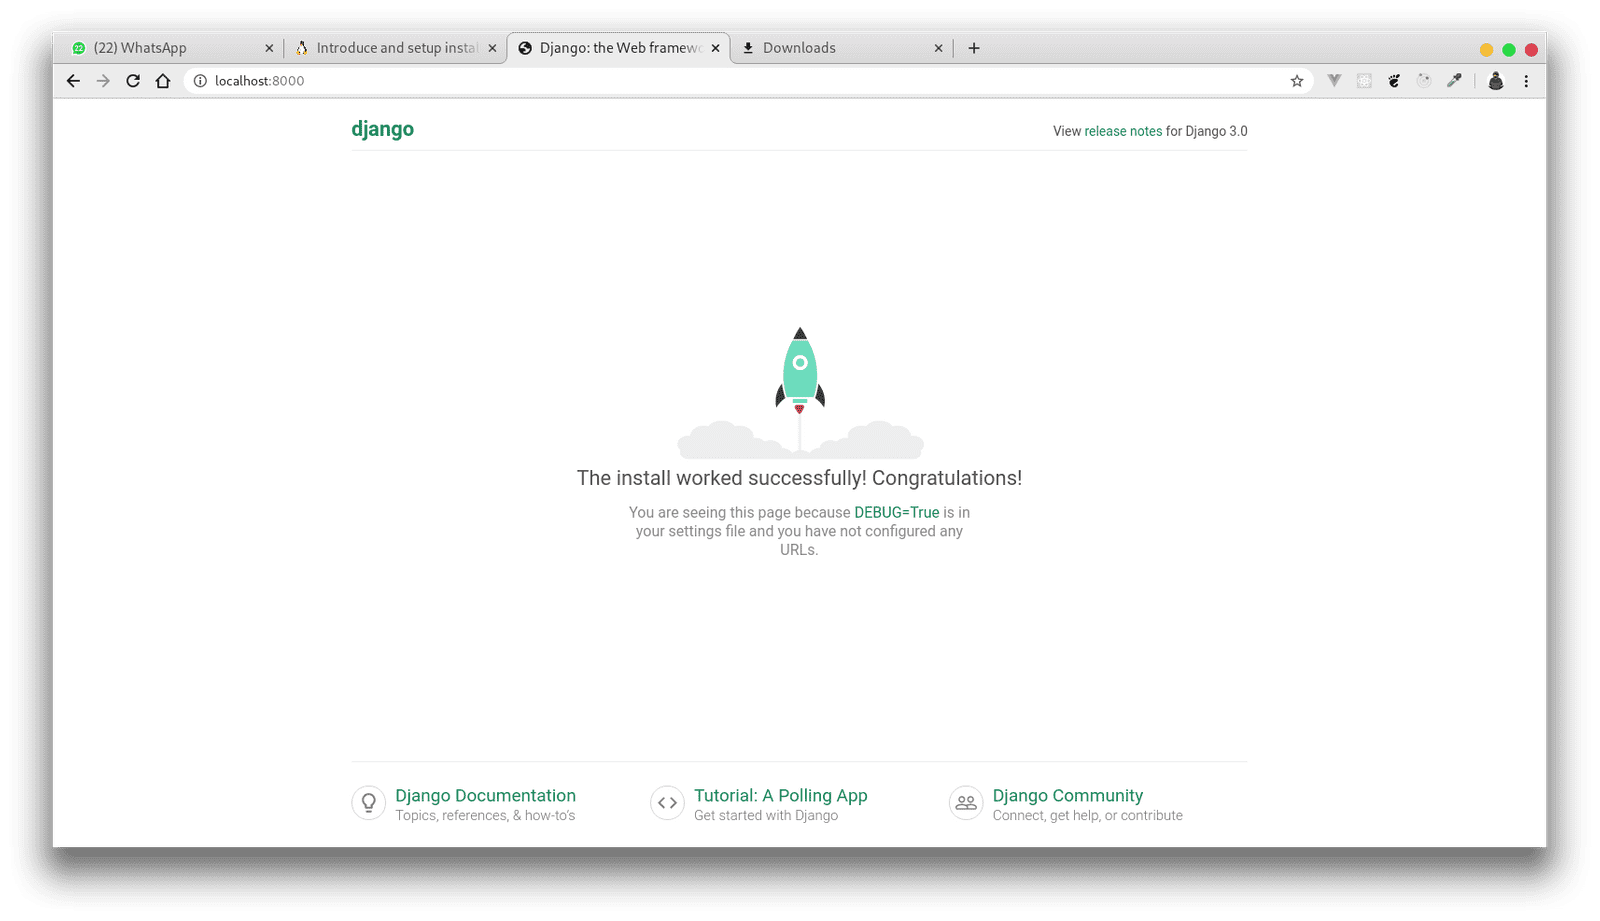 22 (22) WhatsApp
Introduce and setup instal
Django: the Web framewo
Downloads
localhost:8000
django
View release notes for Django 3.0
The install worked successfully! Congratulations!
You are seeing this page because DEBUG=True is in
your settings file and you have not configured any
URLs.
Django Documentation
Topics, references, & how-to's
Tutorial: A Polling App
Get started with Django
Django Community
Connect, get help, or contribute